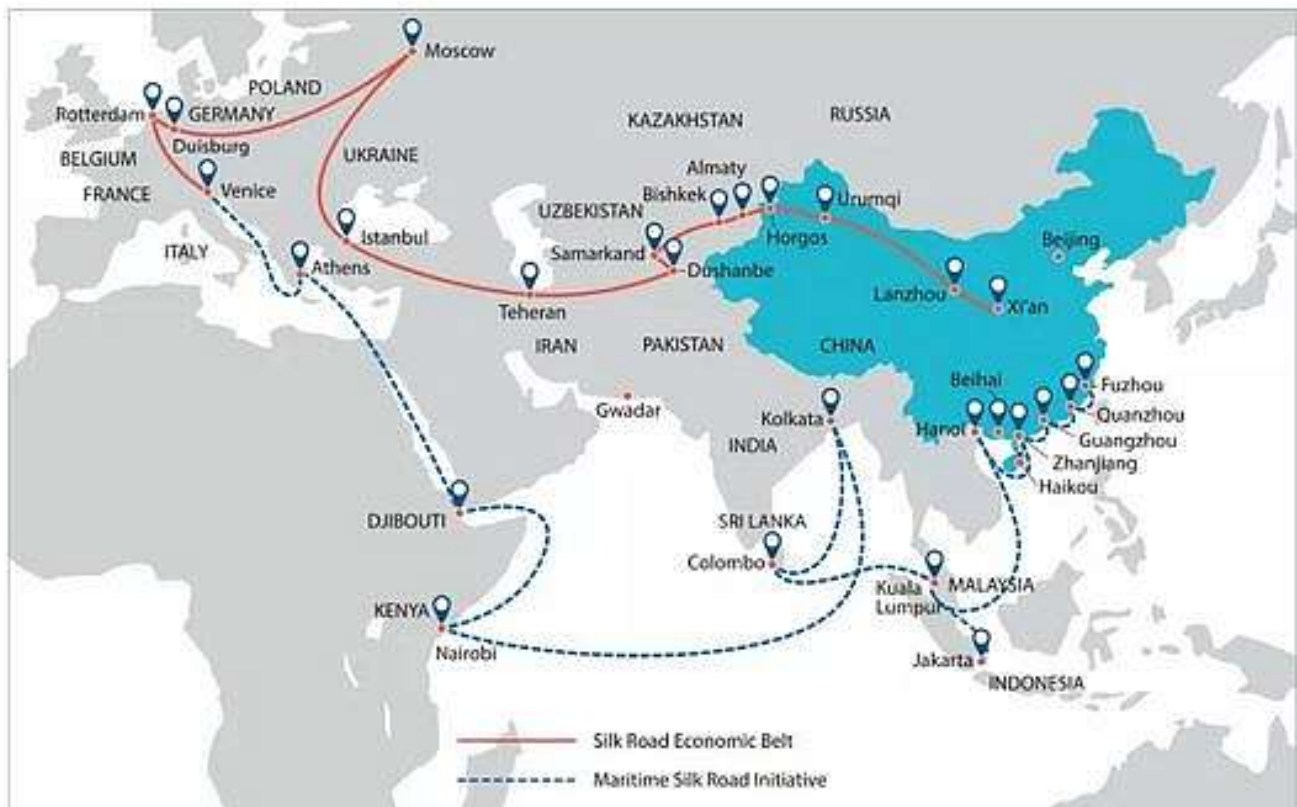 Moscow
POLAND
Rotterdam
GERMANY
Duisburg
KAZAKHSTAN
RUSSIA
BELGIUM
UKRAINE
Almaty
FRANCE
Venice
Bishkek
Urumqi
UZBEKISTAN
Horgos
Istanbul
Beijing
ITALY
Athens
Samarkand
Dushanbe
Lanzhou
Xi'an
Teheran
IRAN
PAKISTAN
CHINA
Beihai
Fuzhou
Gwadar
Kolkata
Hanoi
Quanzhou
INDIA
Guangzhou
Zhanjiang
Haikou
DJIBOUTI
SRI LANKA
Colombo
Kuala
Lumpur
MALAYSIA
KENYA
Nairobi
Jakarta
INDONESIA
Silk Road Economic Belt
Maritime Silk Road Initiative